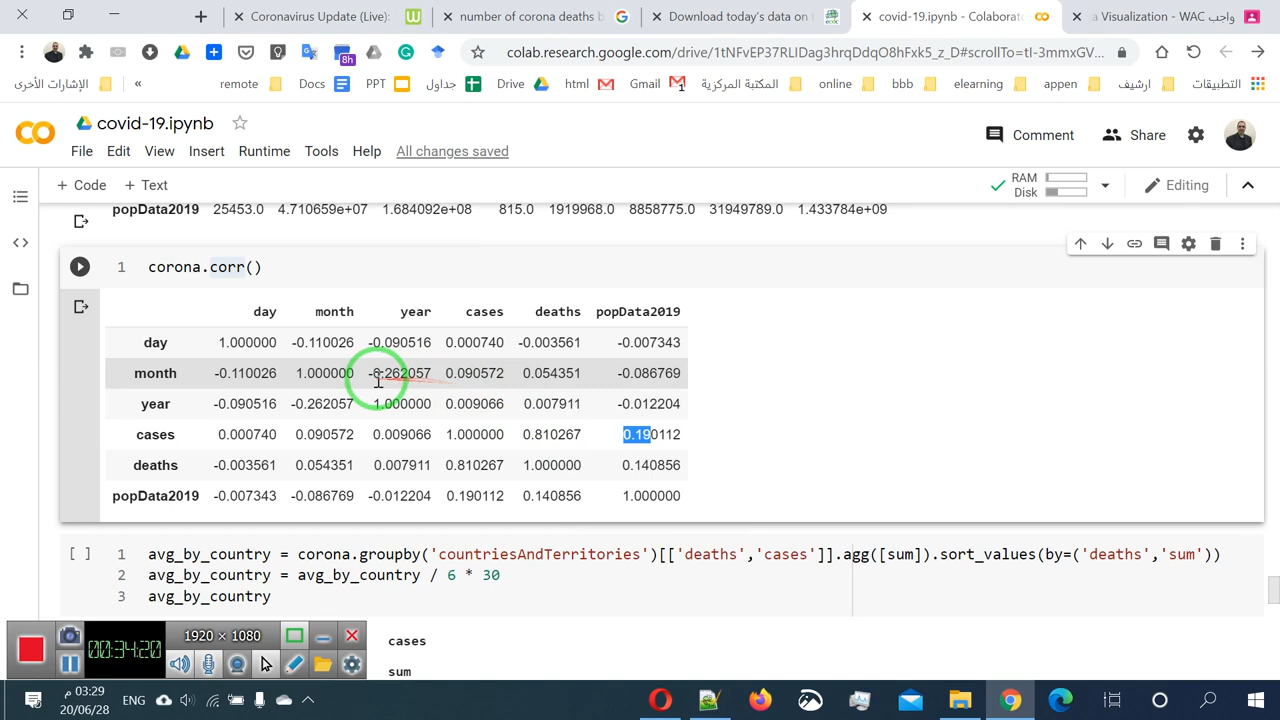 Coronavirus Update (Live):
number of corona deaths b
Download today's data on
covid-19.ipynb - Colaborato
a Visualization - WAC واجب
8h
colab.research.google.com/drive/1tNFvEP37RLIDag3hrqDdqO8hFxk5_z_D#scrollTo=tI-3mmxGV...
الإشارات الأخرى
«
remote
Docs
PPT
جداول
Drive
html
Gmail
المكتبة المركزية
online
bbb
elearning
appen
ارشيف
التطبيقات
covid-19.ipynb
File Edit View Insert Runtime Tools Help All changes saved
Comment
Share
+ Code + Text
RAM
Disk
Editing
popData2019 25453.0 4.710659e+07 1.684092e+08 815.0 1919968.0 8858775.0 31949789.0 1.433784e+09
1 corona.corr()
day month year cases deaths popData2019
day 1.000000 -0.110026 -0.090516 0.000740 -0.003561 -0.007343
month -0.110026 1.000000 -0.262057 0.090572 0.054351 -0.086769
year -0.090516 -0.262057 1.000000 0.009066 0.007911 -0.012204
cases 0.000740 0.090572 0.009066 1.000000 0.810267 0.190112
deaths -0.003561 0.054351 0.007911 0.810267 1.000000 0.140856
popData2019 -0.007343 -0.086769 -0.012204 0.190112 0.140856 1.000000
[ ] 1 avg_by_country = corona.groupby('countriesAndTerritories')[['deaths','cases']].agg([sum]).sort_values(by=('deaths','sum'))
2 avg_by_country = avg_by_country / 6 * 30
3 avg_by_country
cases
sum
00:34:20
1920 × 1080
03:29 م
20/06/28
ENG